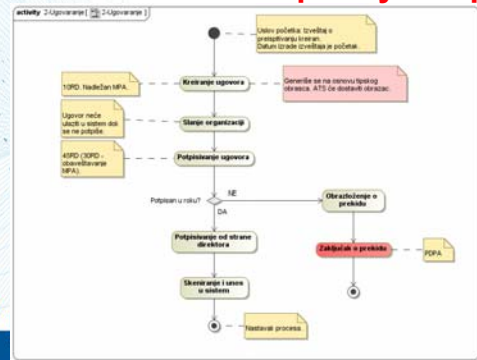 activity 2-Ugovaranje [ 2-Ugovaranje ]
Uslov početka: Izveštaj o
preispitivanju kreiran.
Datum izrade izveštaja je početak.
10RD. Nadležan MPA.
Kreiranje ugovora
Generiše se na osnovu tipskog
obrasca. ATS će dostaviti obrazac.
Ugovor neće
ulaziti u sistem dok
se ne potpiše.
Slanje organizaciji
45RD (30RD -
obaveštavanje
MPA).
Potpisivanje ugovora
Potpisan u roku?
NE
DA
Obrazloženje o
prekidu
Potpisivanje od strane
direktora
Zaključak o prekidu
PDPA
Skeniranje i unos
u sistem
Nastavak procesa.